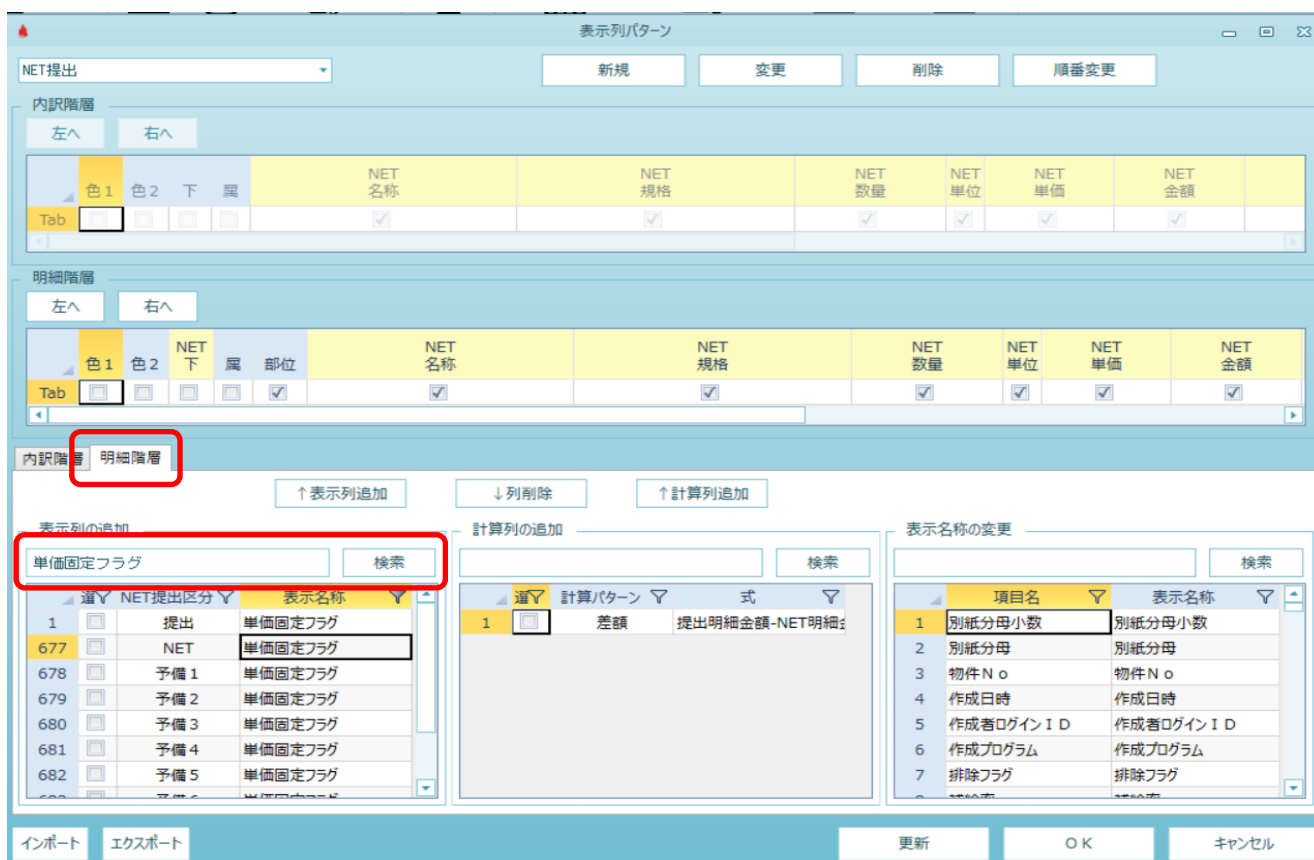 表示列パターン
NET提出
新規 変更 削除 順番変更
内訳階層
左へ 右へ
色1 色2 下 属 NET 名称 NET 規格 NET 数量 NET 単位 NET 単価 NET 金額
Tab
明細階層
左へ 右へ
色1 色2 NET 下 属 部位 NET 名称 NET 規格 NET 数量 NET 単位 NET 単価 NET 金額
Tab
内訳階層 明細階層
↑表示列追加 ↓列削除 ↑計算列追加
表示列の追加
単価固定フラグ 検索
選 NET提出区分 表示名称
1 提出 単価固定フラグ
677 NET 単価固定フラグ
678 予備1 単価固定フラグ
679 予備2 単価固定フラグ
680 予備3 単価固定フラグ
681 予備4 単価固定フラグ
682 予備5 単価固定フラグ
計算列の追加
検索
選 計算パターン 式
1 差額 提出明細金額-NET明細
表示名称の変更
検索
項目名 表示名称
1 別紙分母小数 別紙分母小数
2 別紙分母 別紙分母
3 物件Ｎｏ 物件Ｎｏ
4 作成日時 作成日時
5 作成者ログインＩＤ 作成者ログインＩＤ
6 作成プログラム 作成プログラム
7 排除フラグ 排除フラグ
インポート エクスポート 更新 ＯＫ キャンセル